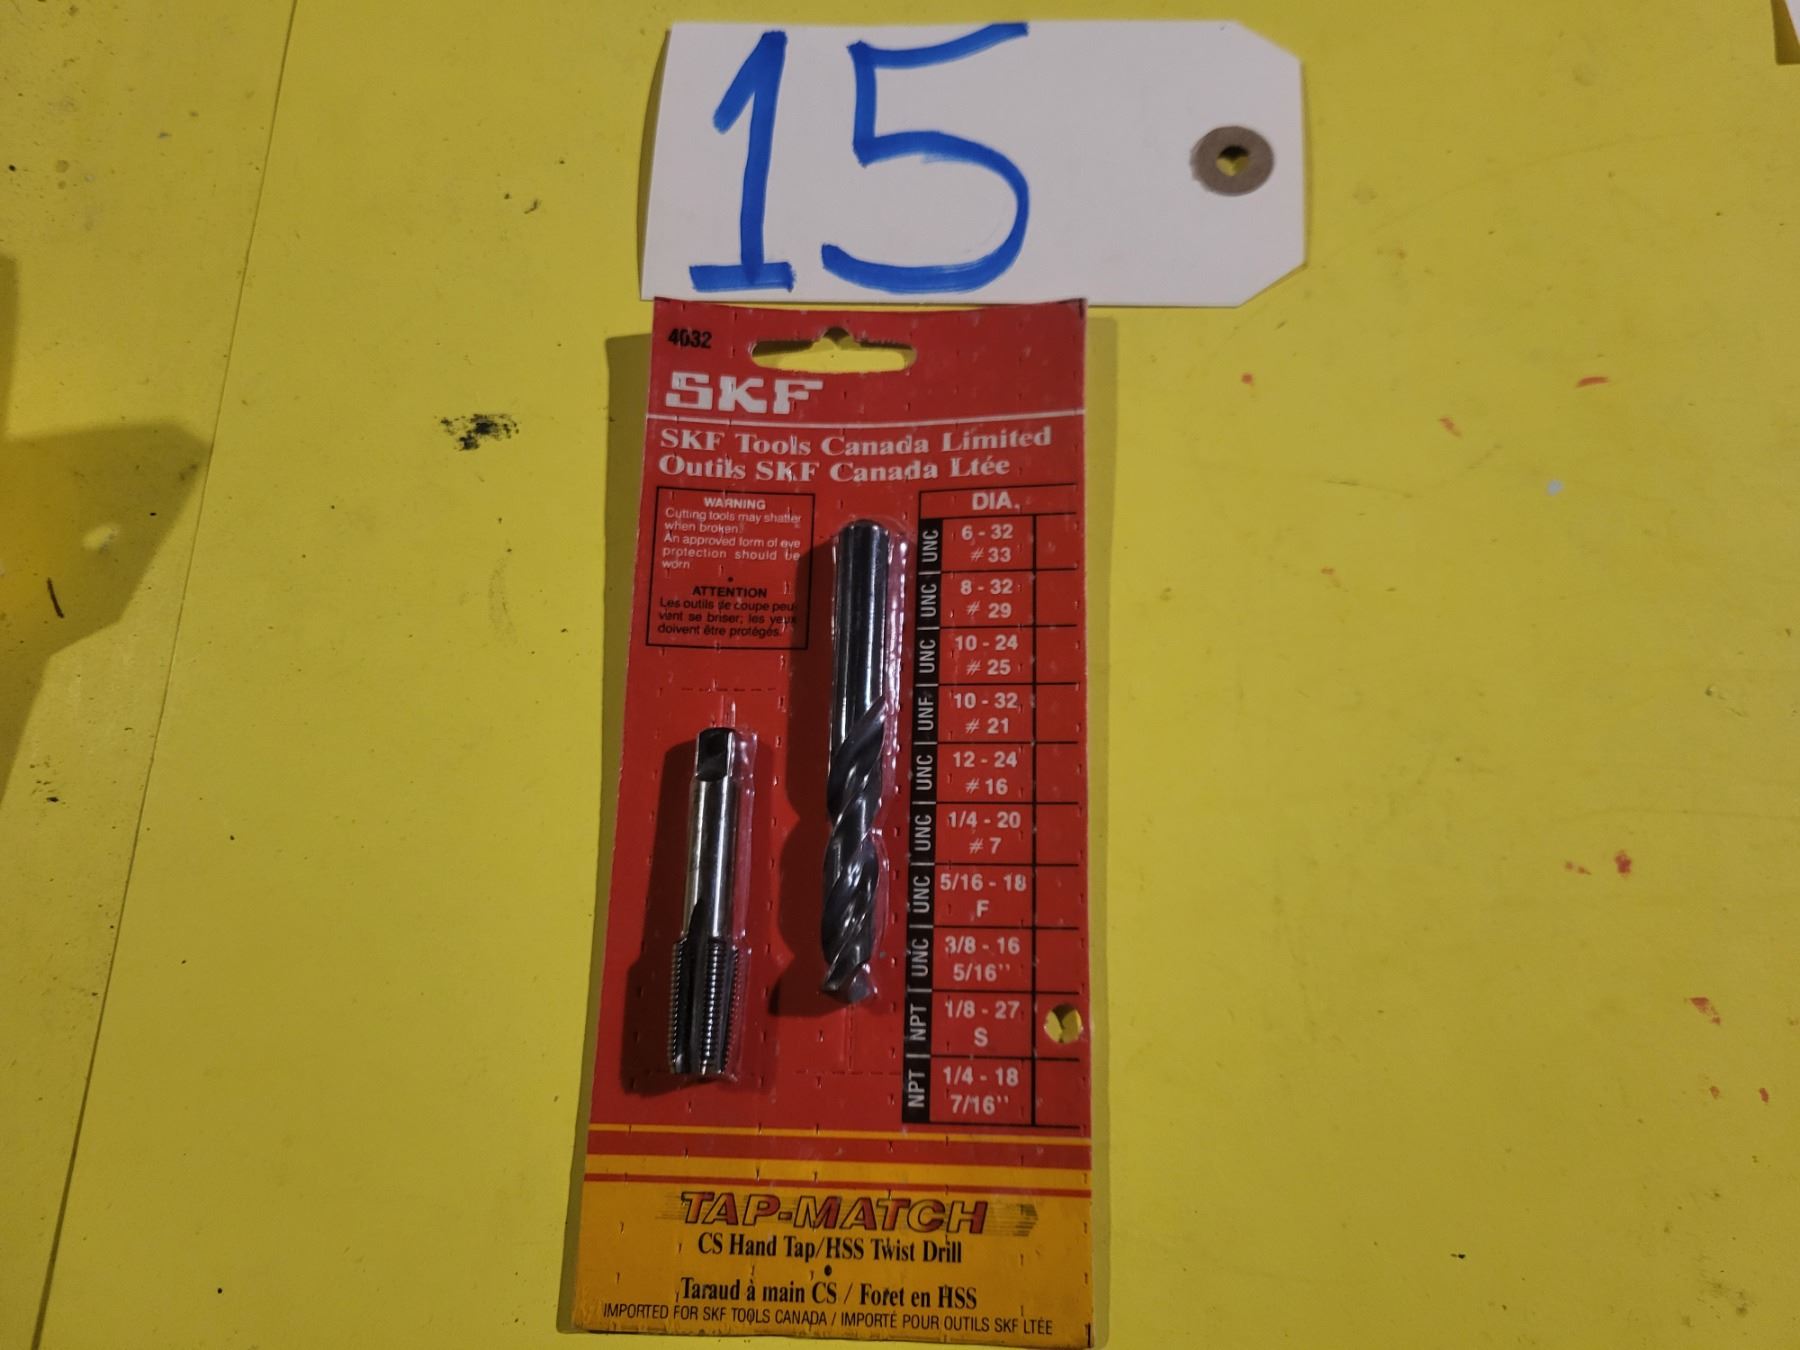 15
4032
SKF
SKF Tools Canada Limited
Outils SKF Canada Ltée
WARNING
Cutting tools may shatter
when broken.
An approved form of eye
protection should be
worn
ATTENTION
Les outils de coupe peu-
vent se briser; les yeux
doivent être protégés.
DIA.
UNC 6 - 32
# 33
UNC 8 - 32
# 29
UNC 10 - 24
# 25
UNF 10 - 32
# 21
UNC 12 - 24
# 16
UNC 1/4 - 20
# 7
UNC 5/16 - 18
F
UNC 3/8 - 16
5/16"
NPT 1/8 - 27
S
NPT 1/4 - 18
7/16"
TAP-MATCH
CS Hand Tap/HSS Twist Drill
Taraud à main CS / Foret en HSS
IMPORTED FOR SKF TOOLS CANADA / IMPORTÉ POUR OUTILS SKF LTÉE